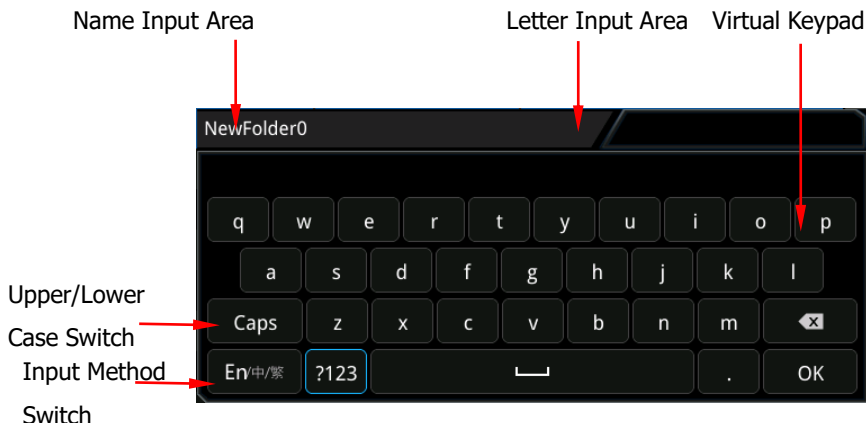 Name Input Area Letter Input Area Virtual Keypad
NewFolder0
q w e r t y u i o p
a s d f g h j k l
Upper/Lower
Case Switch
Caps z x c v b n m
Input Method
Switch
En/中/繁 ?123 . OK